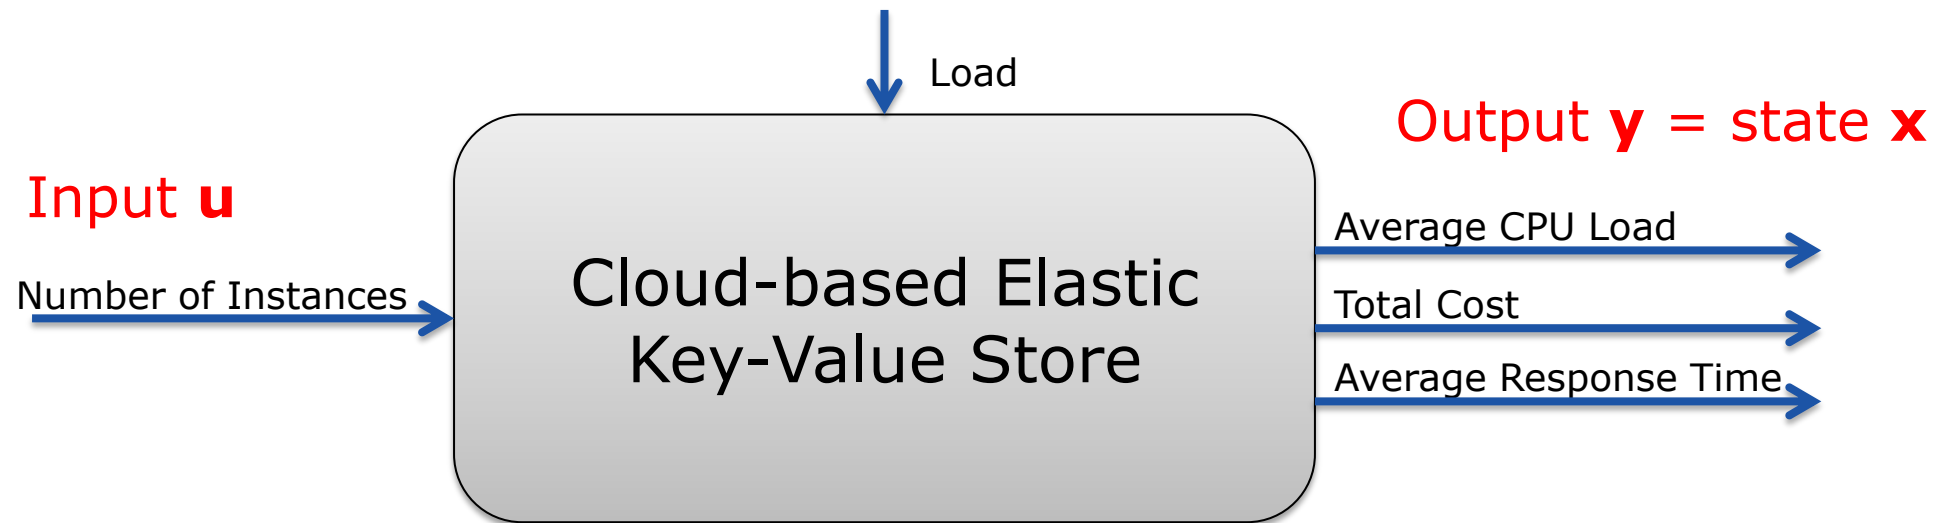 Load
Output y = state x
Input u
Average CPU Load
Number of Instances
Cloud-based Elastic
Key-Value Store
Total Cost
Average Response Time